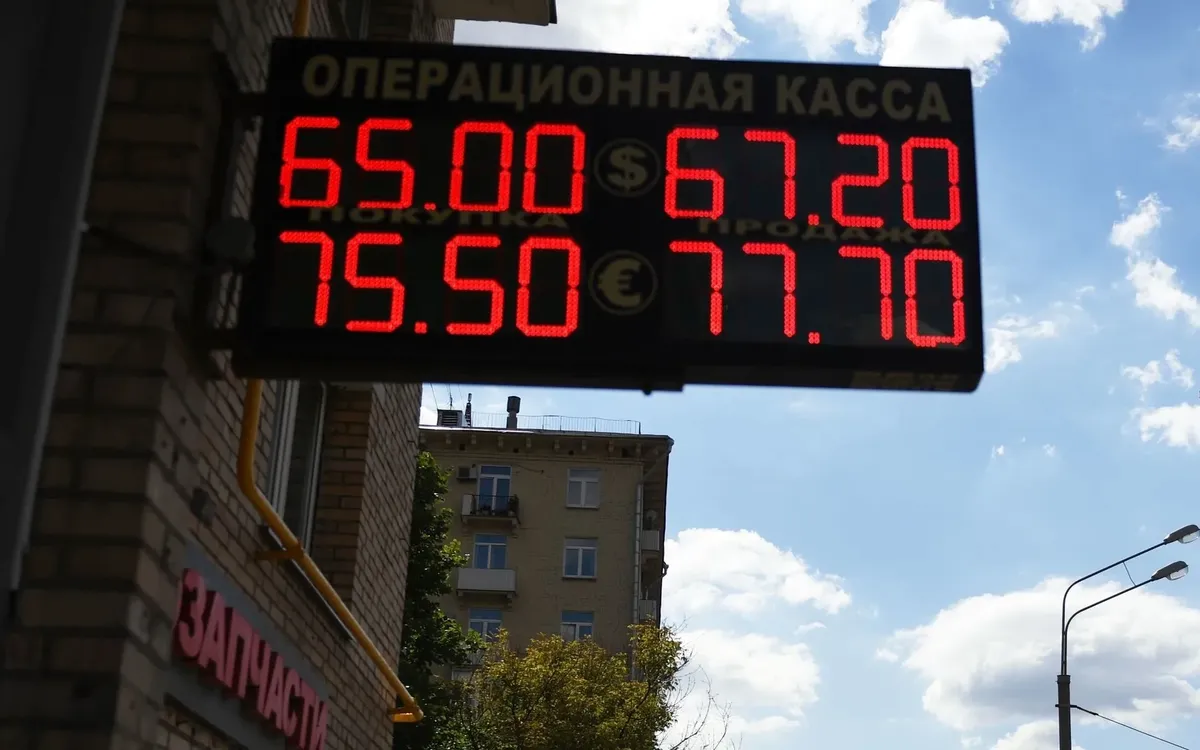 ОПЕРАЦИОННАЯ КАССА
65.00 $ 67.20
ПОКУПКА ПРОДАЖА
75.50 € 77.70
ЗАПЧАСТИ